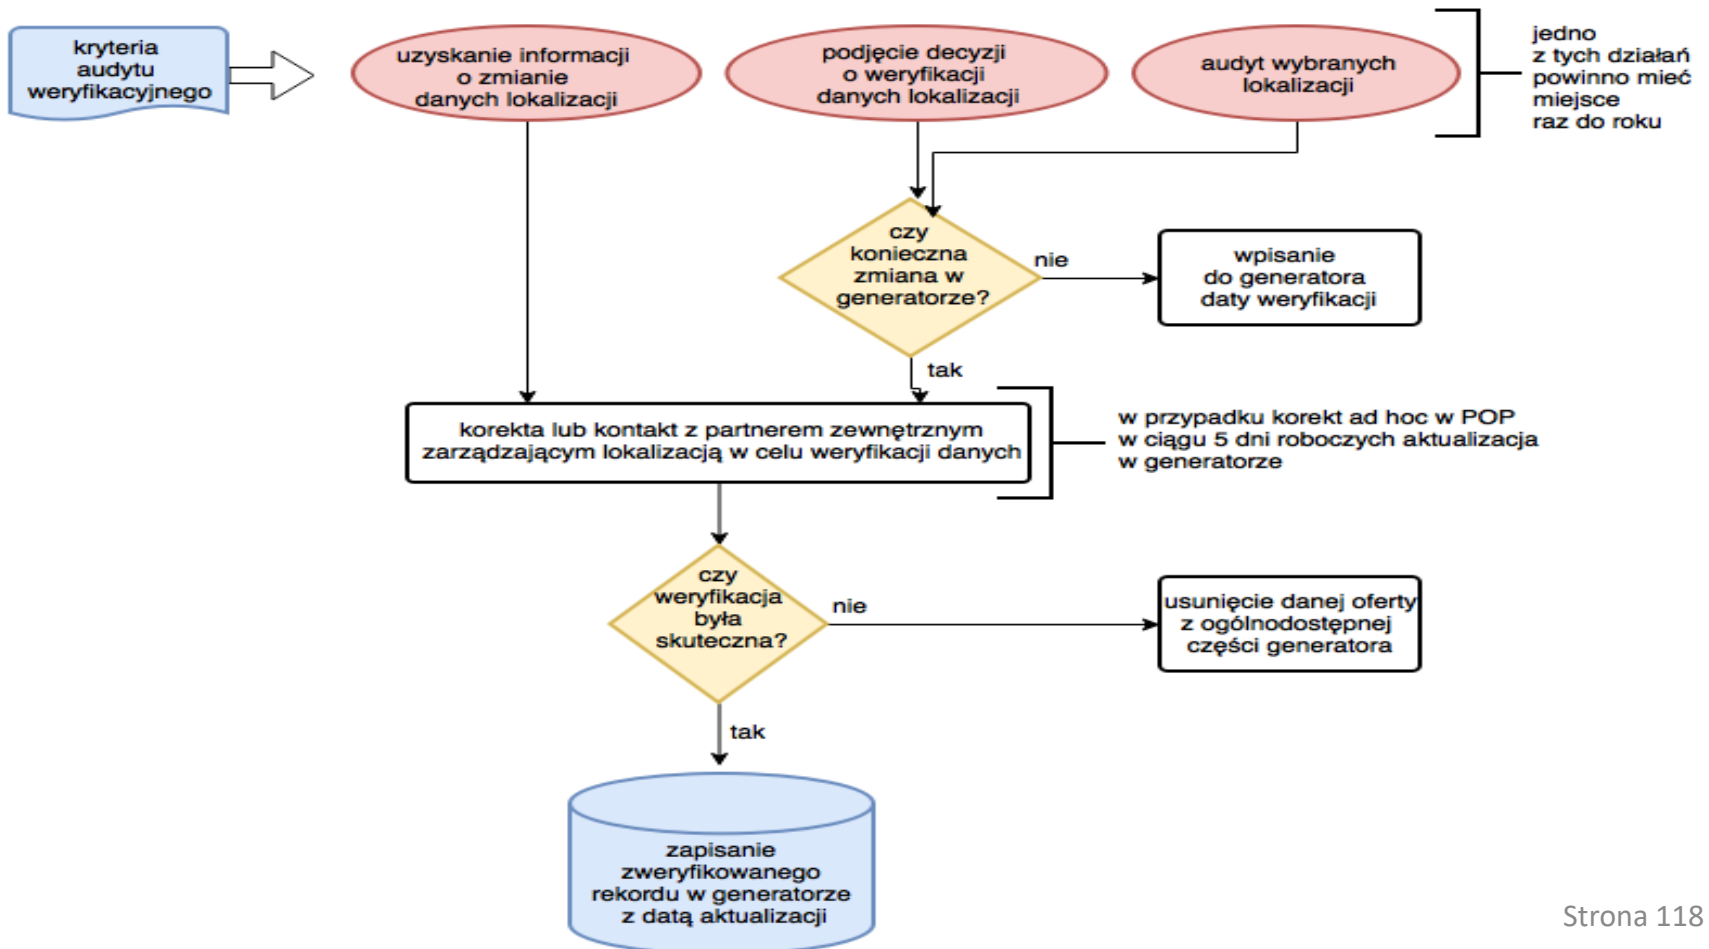 kryteria
audytu
weryfikacyjnego
uzyskanie informacji
o zmianie
danych lokalizacji
podjęcie decyzji
o weryfikacji
danych lokalizacji
audyt wybranych
lokalizacji
jedno
z tych działań
powinno mieć
miejsce
raz do roku
czy
konieczna
zmiana w
generatorze?
nie
wpisanie
do generatora
daty weryfikacji
tak
korekta lub kontakt z partnerem zewnętrznym
zarządzającym lokalizacją w celu weryfikacji danych
w przypadku korekt ad hoc w POP
w ciągu 5 dni roboczych aktualizacja
w generatorze
czy
weryfikacja
była
skuteczna?
nie
usunięcie danej oferty
z ogólnodostępnej
części generatora
tak
zapisanie
zweryfikowanego
rekordu w generatorze
z datą aktualizacji
Strona 118